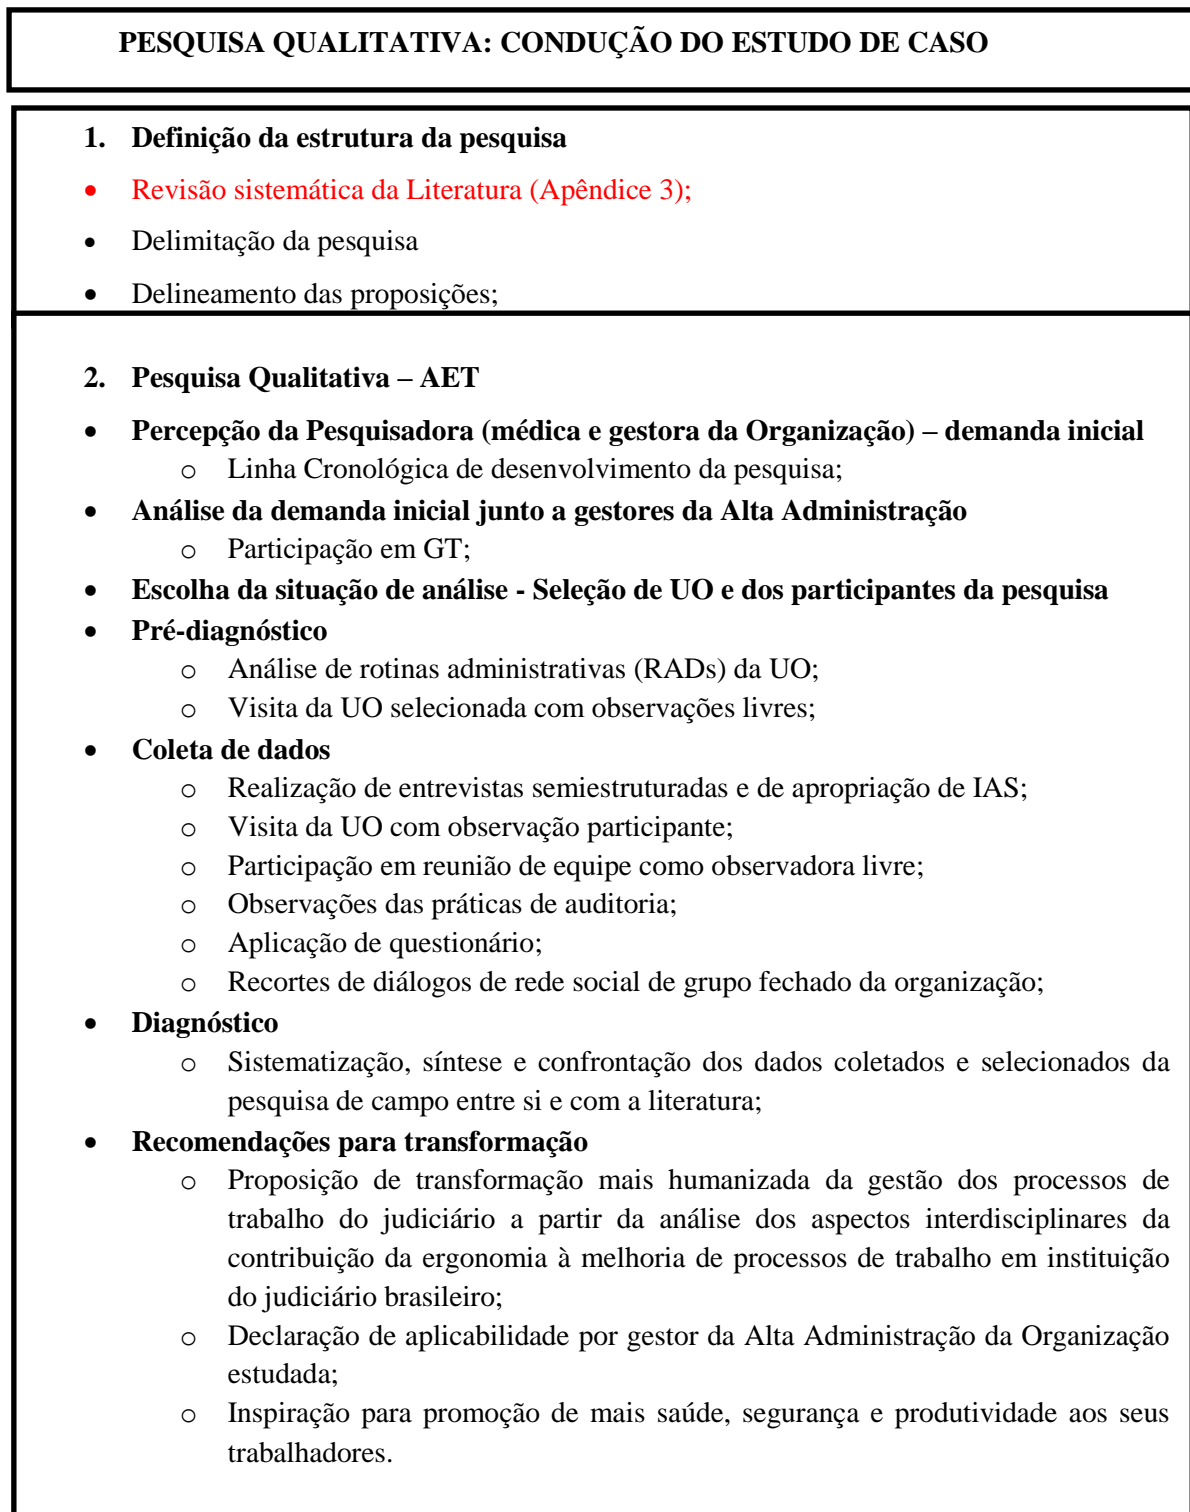 PESQUISA QUALITATIVA: CONDUÇÃO DO ESTUDO DE CASO
1. Definição da estrutura da pesquisa
• Revisão sistemática da Literatura (Apêndice 3);
• Delimitação da pesquisa
• Delineamento das proposições;
2. Pesquisa Qualitativa – AET
• Percepção da Pesquisadora (médica e gestora da Organização) – demanda inicial
o Linha Cronológica de desenvolvimento da pesquisa;
• Análise da demanda inicial junto a gestores da Alta Administração
o Participação em GT;
• Escolha da situação de análise - Seleção de UO e dos participantes da pesquisa
• Pré-diagnóstico
o Análise de rotinas administrativas (RADs) da UO;
o Visita da UO selecionada com observações livres;
• Coleta de dados
o Realização de entrevistas semiestruturadas e de apropriação de IAS;
o Visita da UO com observação participante;
o Participação em reunião de equipe como observadora livre;
o Observações das práticas de auditoria;
o Aplicação de questionário;
o Recortes de diálogos de rede social de grupo fechado da organização;
• Diagnóstico
o Sistematização, síntese e confrontação dos dados coletados e selecionados da
pesquisa de campo entre si e com a literatura;
• Recomendações para transformação
o Proposição de transformação mais humanizada da gestão dos processos de
trabalho do judiciário a partir da análise dos aspectos interdisciplinares da
contribuição da ergonomia à melhoria de processos de trabalho em instituição
do judiciário brasileiro;
o Declaração de aplicabilidade por gestor da Alta Administração da Organização
estudada;
o Inspiração para promoção de mais saúde, segurança e produtividade aos seus
trabalhadores.